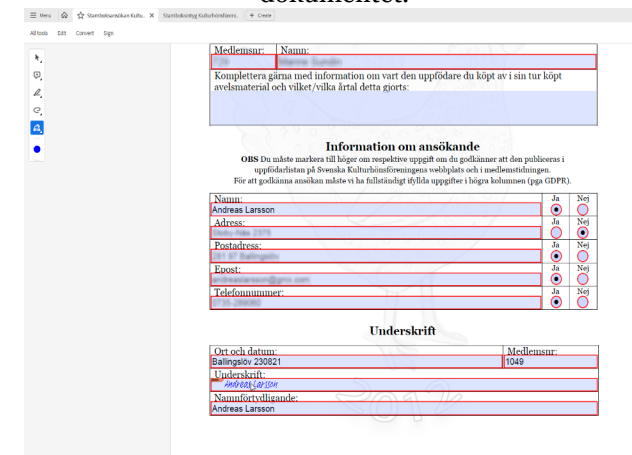 dokumentet.
Menu Stamboksansökan Kultu... × Stamboksintyg Kulturhönsfören... + Create
All tools Edit Convert Sign
Medlemsnr: Namn:
Komplettera gärna med information om vart den uppfödare du köpt av i sin tur köpt
avelsmaterial och vilket/vilka årtal detta gjorts:
Information om ansökande
OBS Du måste markera till höger om respektive uppgift om du godkänner att den publiceras i
uppfödarlistan på Svenska Kulturhönsföreningens webbplats och i medlemstidningen.
För att godkänna ansökan måste vi ha fullständigt ifyllda uppgifter i högra kolumnen (pga GDPR).
Namn: Ja Nej
Andreas Larsson
Adress: Ja Nej
Postadress: Ja Nej
Epost: Ja Nej
Telefonnummer: Ja Nej
Underskrift
Ort och datum: Medlemsnr:
Ballingslöv 230821 1049
Underskrift:
Andreas Larsson
Namnförtydligande:
Andreas Larsson
2012